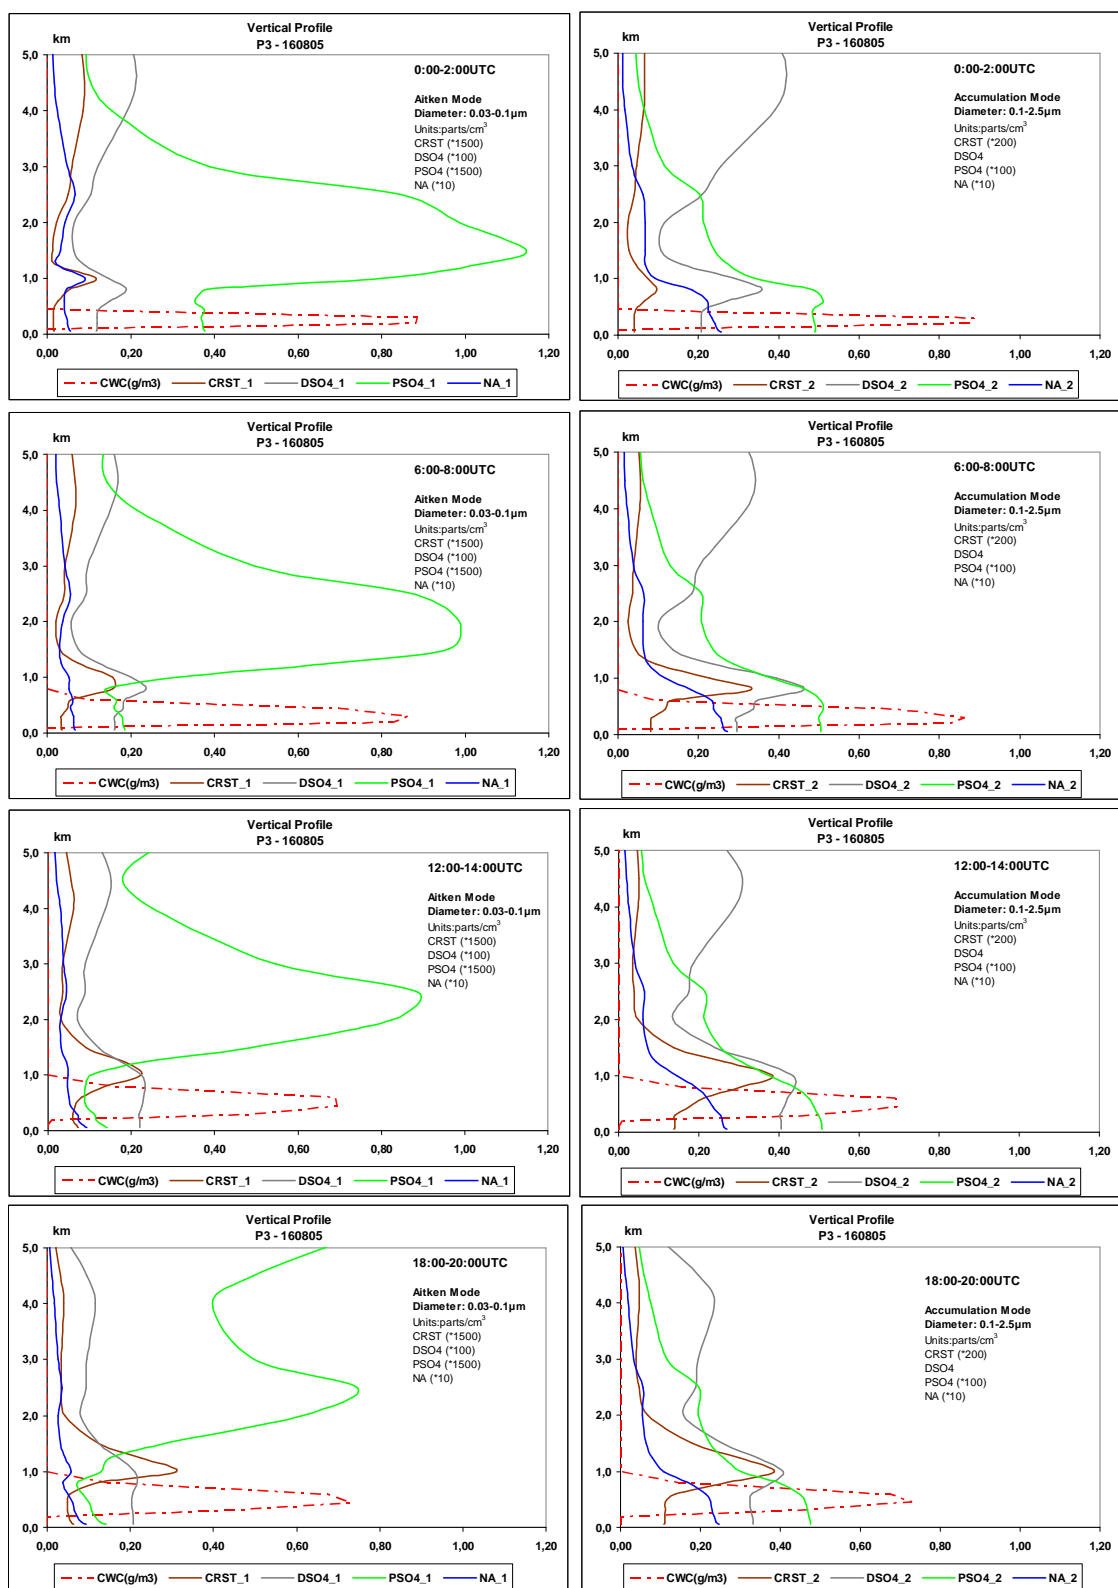 Vertical Profile
P3 - 160805
km
0:00-2:00UTC
Aitken Mode
Diameter: 0.03-0.1µm
Units:parts/cm³
CRST (*1500)
DSO4 (*100)
PSO4 (*1500)
NA (*10)
5,0
4,0
3,0
2,0
1,0
0,0
0,00 0,20 0,40 0,60 0,80 1,00 1,20
CWC(g/m3) CRST_1 DSO4_1 PSO4_1 NA_1
Vertical Profile
P3 - 160805
km
0:00-2:00UTC
Accumulation Mode
Diameter: 0.1-2.5µm
Units:parts/cm³
CRST (*200)
DSO4
PSO4 (*100)
NA (*10)
5,0
4,0
3,0
2,0
1,0
0,0
0,00 0,20 0,40 0,60 0,80 1,00 1,20
CWC(g/m3) CRST_2 DSO4_2 PSO4_2 NA_2
Vertical Profile
P3 - 160805
km
6:00-8:00UTC
Aitken Mode
Diameter: 0.03-0.1µm
Units:parts/cm³
CRST (*1500)
DSO4 (*100)
PSO4 (*1500)
NA (*10)
5,0
4,0
3,0
2,0
1,0
0,0
0,00 0,20 0,40 0,60 0,80 1,00 1,20
CWC(g/m3) CRST_1 DSO4_1 PSO4_1 NA_1
Vertical Profile
P3 - 160805
km
6:00-8:00UTC
Accumulation Mode
Diameter: 0.1-2.5µm
Units:parts/cm³
CRST (*200)
DSO4
PSO4 (*100)
NA (*10)
5,0
4,0
3,0
2,0
1,0
0,0
0,00 0,20 0,40 0,60 0,80 1,00 1,20
CWC(g/m3) CRST_2 DSO4_2 PSO4_2 NA_2
Vertical Profile
P3 - 160805
km
12:00-14:00UTC
Aitken Mode
Diameter: 0.03-0.1µm
Units:parts/cm³
CRST (*1500)
DSO4 (*100)
PSO4 (*1500)
NA (*10)
5,0
4,0
3,0
2,0
1,0
0,0
0,00 0,20 0,40 0,60 0,80 1,00 1,20
CWC(g/m3) CRST_1 DSO4_1 PSO4_1 NA_1
Vertical Profile
P3 - 160805
km
12:00-14:00UTC
Accumulation Mode
Diameter: 0.1-2.5µm
Units:parts/cm³
CRST (*200)
DSO4
PSO4 (*100)
NA (*10)
5,0
4,0
3,0
2,0
1,0
0,0
0,00 0,20 0,40 0,60 0,80 1,00 1,20
CWC(g/m3) CRST_2 DSO4_2 PSO4_2 NA_2
Vertical Profile
P3 - 160805
km
18:00-20:00UTC
Aitken Mode
Diameter: 0.03-0.1µm
Units:parts/cm³
CRST (*1500)
DSO4 (*100)
PSO4 (*1500)
NA (*10)
5,0
4,0
3,0
2,0
1,0
0,0
0,00 0,20 0,40 0,60 0,80 1,00 1,20
CWC(g/m3) CRST_1 DSO4_1 PSO4_1 NA_1
Vertical Profile
P3 - 160805
km
18:00-20:00UTC
Accumulation Mode
Diameter: 0.1-2.5µm
Units:parts/cm³
CRST (*200)
DSO4
PSO4 (*100)
NA (*10)
5,0
4,0
3,0
2,0
1,0
0,0
0,00 0,20 0,40 0,60 0,80 1,00 1,20
CWC(g/m3) CRST_2 DSO4_2 PSO4_2 NA_2